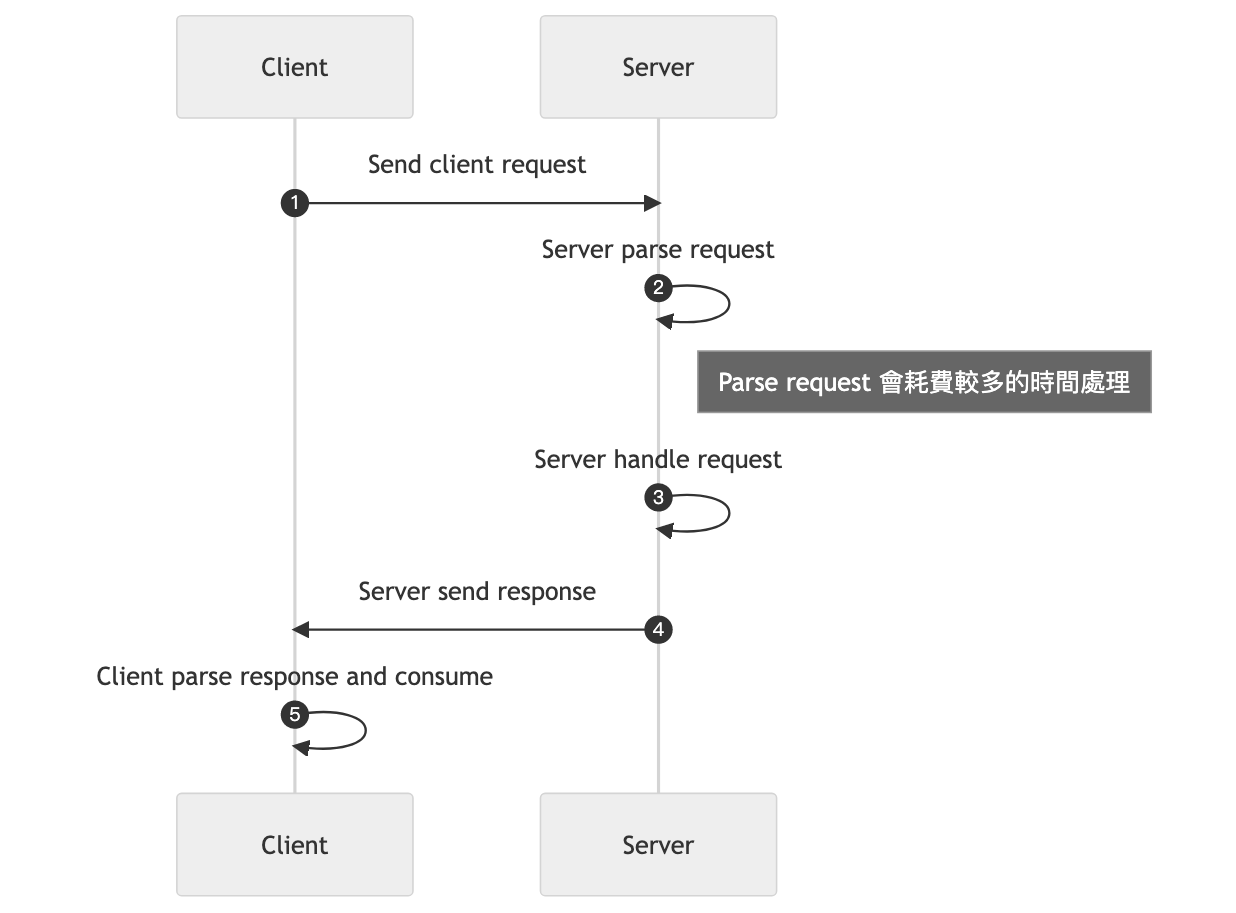 Client
Server
Send client request
1
Server parse request
2
Parse request 會耗費較多的時間處理
Server handle request
3
Server send response
4
Client parse response and consume
5
Client
Server